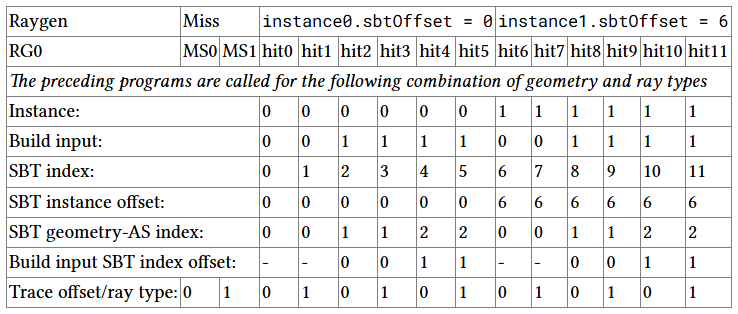 Raygen Miss instance0.sbtOffset = 0 instance1.sbtOffset = 6
RG0 MS0 MS1 hit0 hit1 hit2 hit3 hit4 hit5 hit6 hit7 hit8 hit9 hit10 hit11
The preceding programs are called for the following combination of geometry and ray types
Instance: 0 0 0 0 0 0 1 1 1 1 1 1
Build input: 0 0 1 1 1 1 0 0 1 1 1 1
SBT index: 0 1 2 3 4 5 6 7 8 9 10 11
SBT instance offset: 0 0 0 0 0 0 6 6 6 6 6 6
SBT geometry-AS index: 0 0 1 1 2 2 0 0 1 1 2 2
Build input SBT index offset: - - 0 0 1 1 - - 0 0 1 1
Trace offset/ray type: 0 1 0 1 0 1 0 1 0 1 0 1 0 1